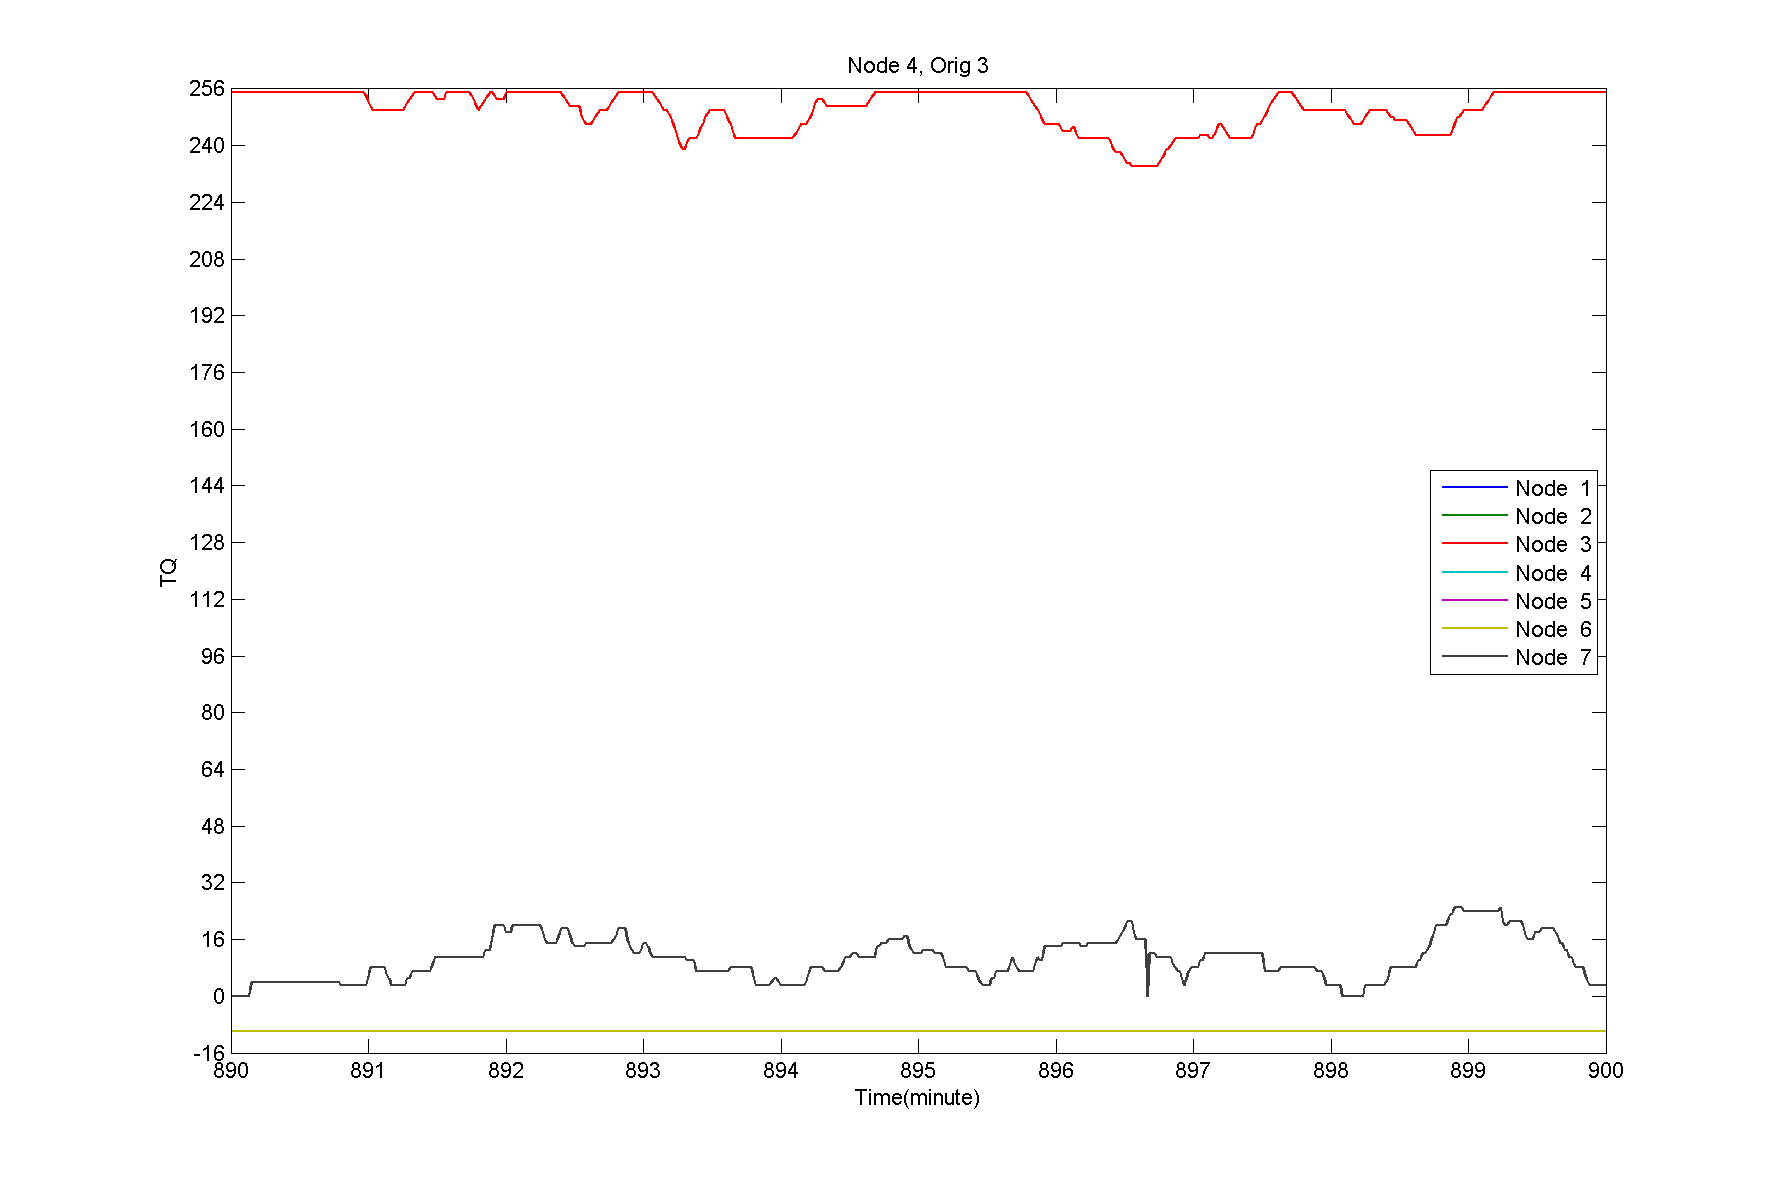 Node 4, Orig 3
256
240
224
208
192
176
160
144
128
112
96
80
64
48
32
16
0
-16
TQ
Node 1
Node 2
Node 3
Node 4
Node 5
Node 6
Node 7
890 891 892 893 894 895 896 897 898 899 900
Time(minute)